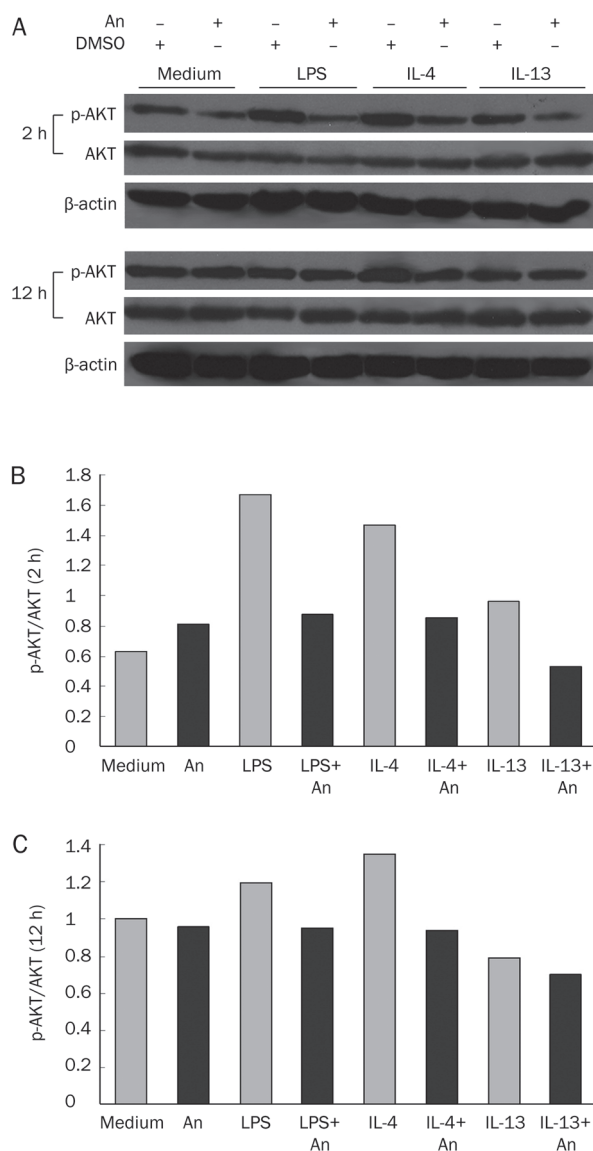 A
An – + – + – + – +
DMSO + – + – + – + –
Medium LPS IL-4 IL-13
2 h
p-AKT
AKT
β-actin
12 h
p-AKT
AKT
β-actin
B
p-AKT/AKT (2 h)
1.8
1.6
1.4
1.2
1
0.8
0.6
0.4
0.2
0
Medium An LPS LPS+ IL-4 IL-4+ IL-13 IL-13+
An An An
C
p-AKT/AKT (12 h)
1.4
1.2
1
0.8
0.6
0.4
0.2
0
Medium An LPS LPS+ IL-4 IL-4+ IL-13 IL-13+
An An An